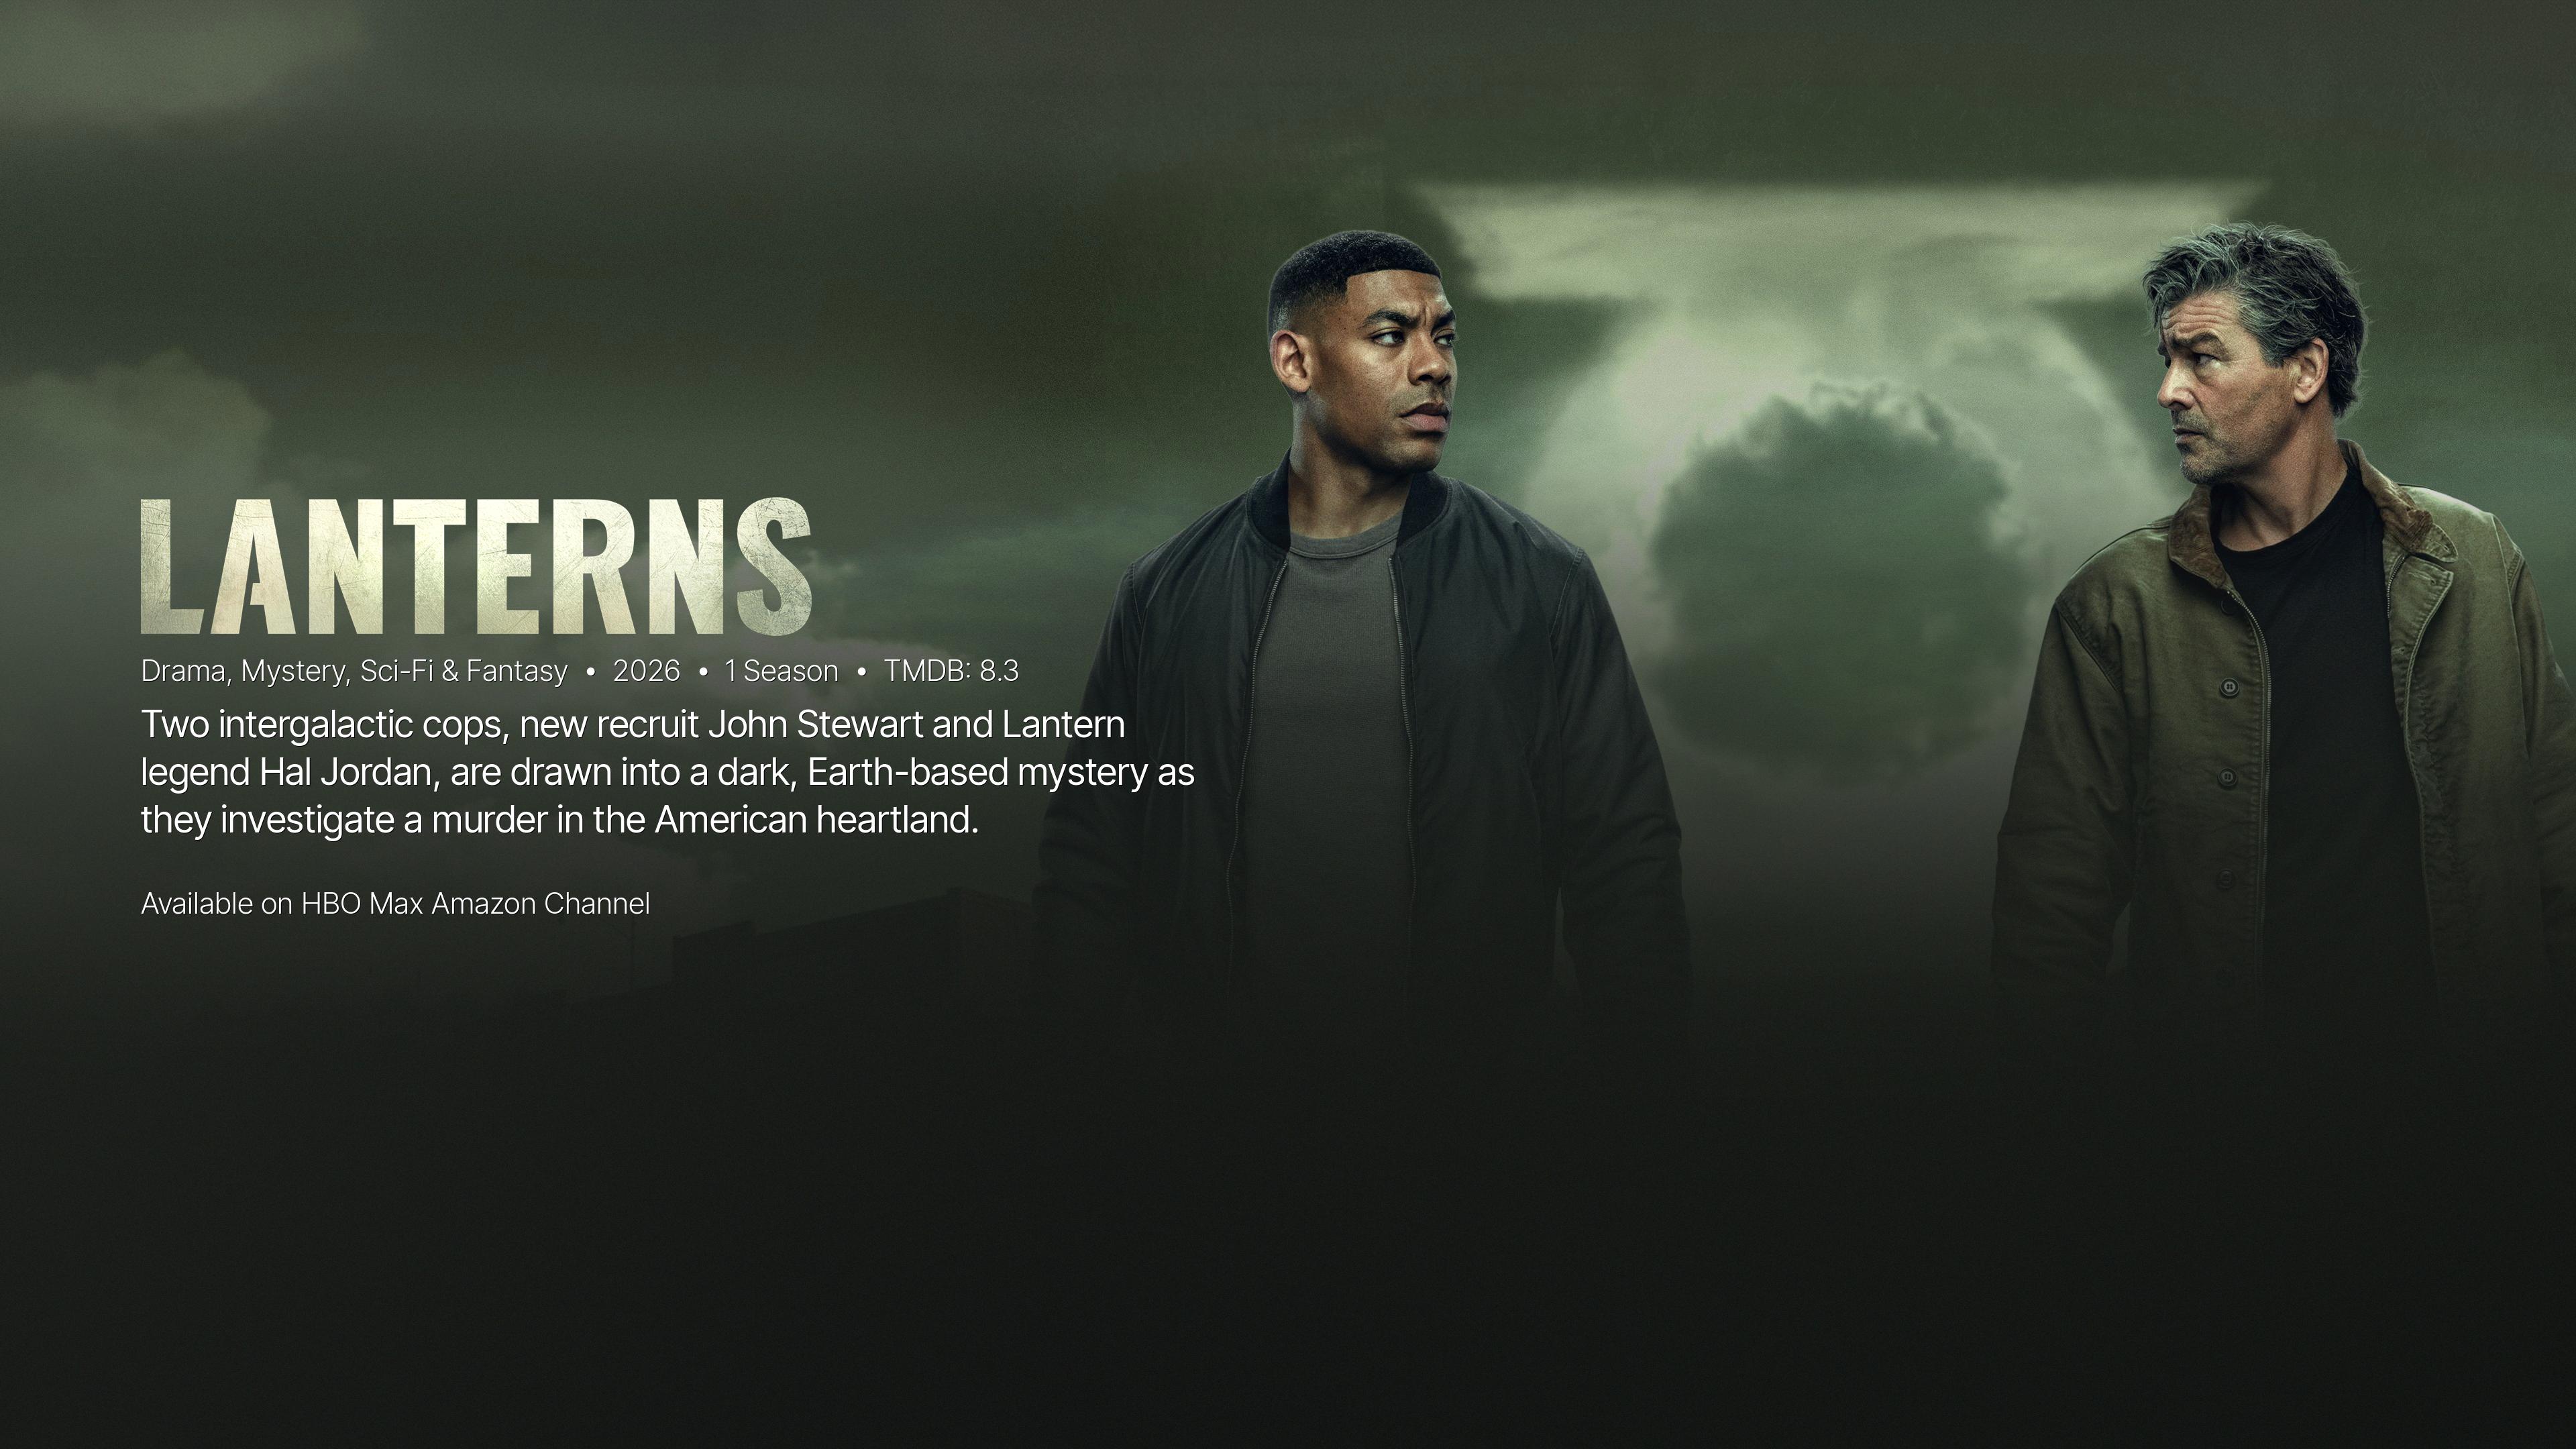 LANTERNS
Drama, Mystery, Sci-Fi & Fantasy • 2026 • 1 Season • TMDB: 8.3
Two intergalactic cops, new recruit John Stewart and Lantern
legend Hal Jordan, are drawn into a dark, Earth-based mystery as
they investigate a murder in the American heartland.
Available on HBO Max Amazon Channel